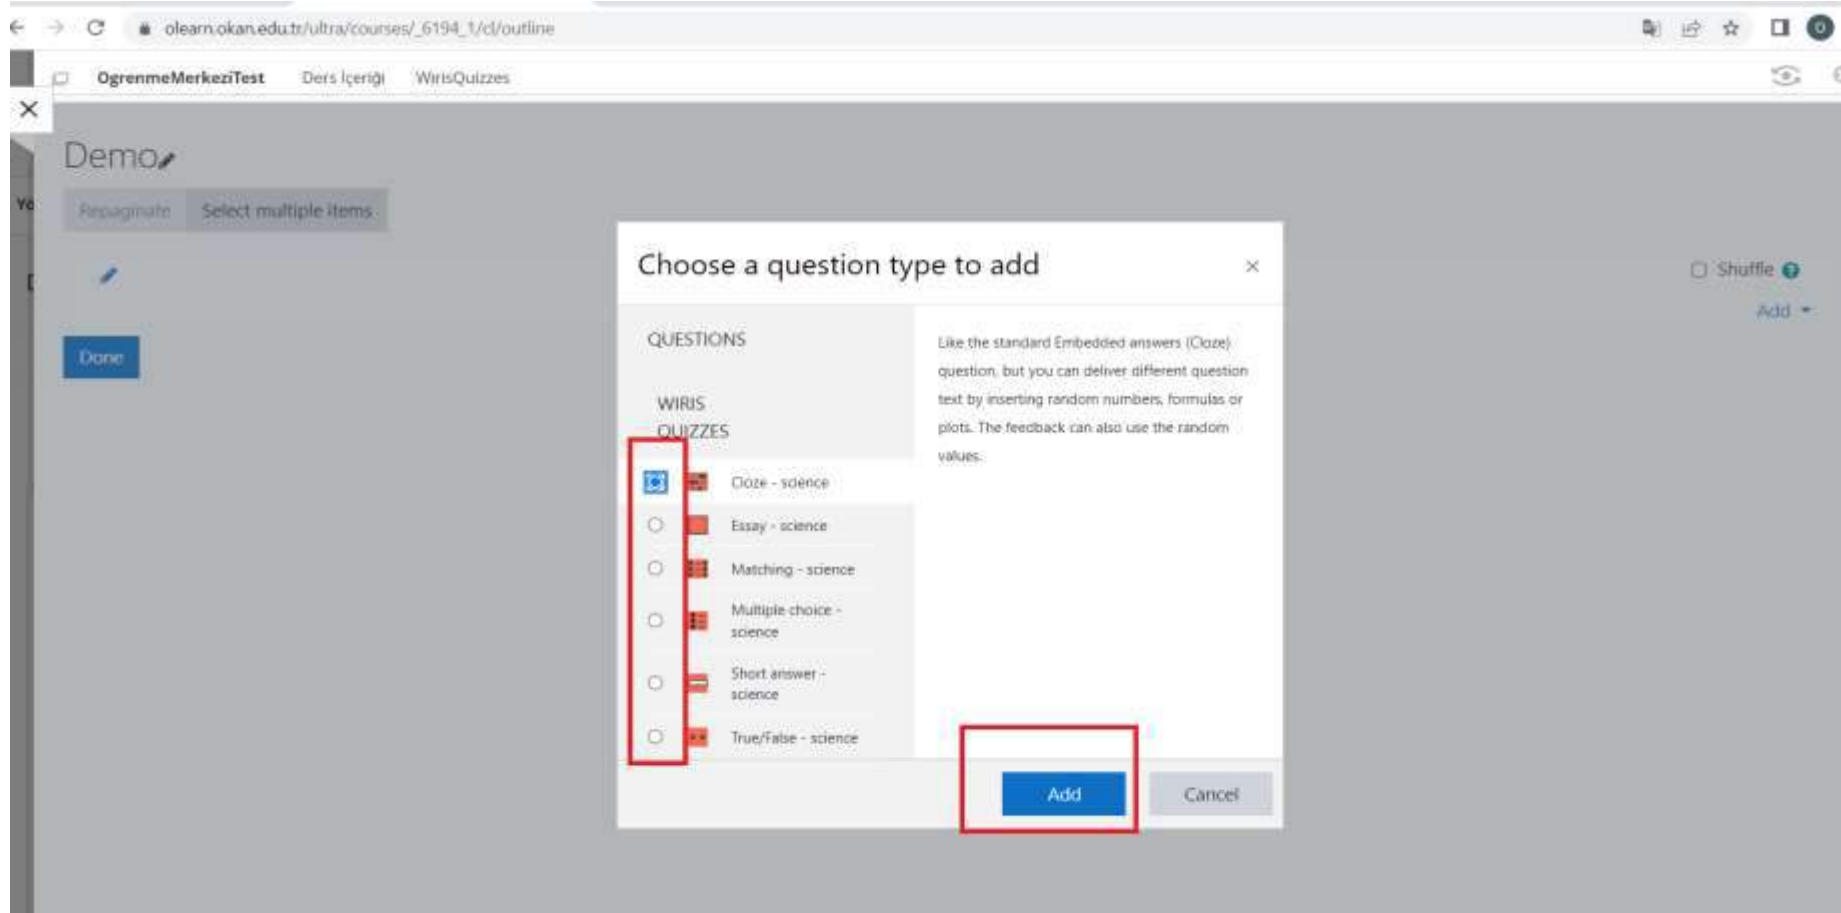 olearn.okan.edu.tr/ultra/courses/_6194_1/cl/outline
OgrenmeMerkeziTest Ders İçeriği WirisQuizzes
Demo
Repaginate Select multiple items
Choose a question type to add
Shuffle
Add
Done
QUESTIONS
WIRIS
QUIZZES
Cloze - science
Essay - science
Matching - science
Multiple choice -
science
Short answer -
science
True/False - science
Like the standard Embedded answers (Cloze)
question, but you can deliver different question
text by inserting random numbers, formulas or
plots. The feedback can also use the random
values.
Add Cancel